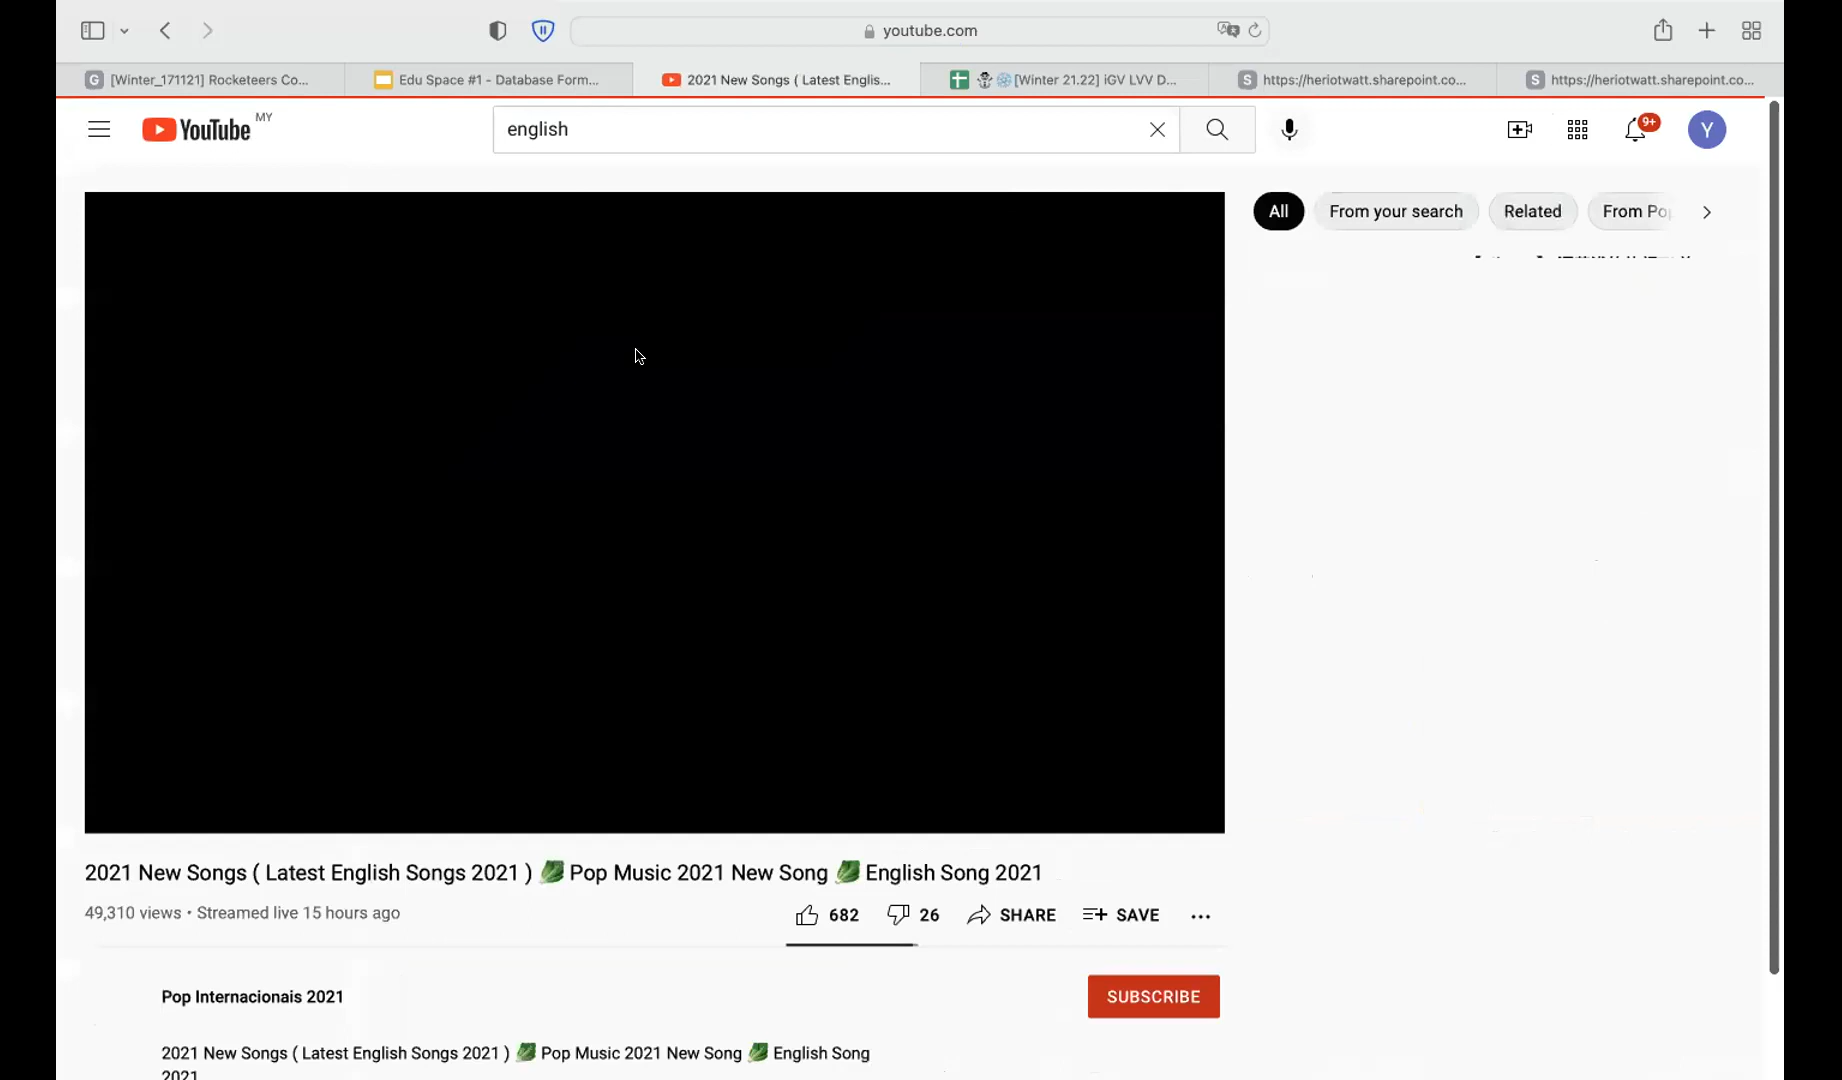 youtube.com
[Winter_171121] Rocketeers Co...
Edu Space #1 - Database Form...
2021 New Songs ( Latest Englis...
[Winter 21.22] iGV LVV D...
https://heriotwatt.sharepoint.co...
https://heriotwatt.sharepoint.co...
YouTube MY
english
9+
Y
All
From your search
Related
From Po
2021 New Songs ( Latest English Songs 2021 ) 🥬 Pop Music 2021 New Song 🥬 English Song 2021
49,310 views • Streamed live 15 hours ago
682
26
SHARE
SAVE
Pop Internacionais 2021
SUBSCRIBE
2021 New Songs ( Latest English Songs 2021 ) 🥬 Pop Music 2021 New Song 🥬 English Song
2021